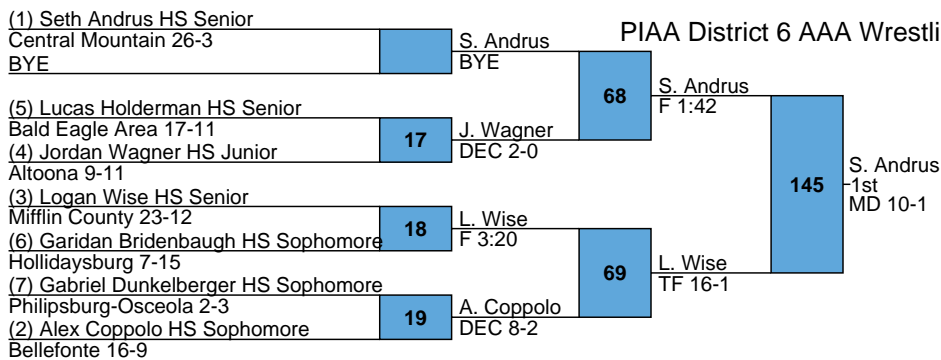 PIAA District 6 AAA Wrestli
(1) Seth Andrus HS Senior
Central Mountain 26-3
BYE
S. Andrus
BYE
(5) Lucas Holderman HS Senior
Bald Eagle Area 17-11
17
(4) Jordan Wagner HS Junior
Altoona 9-11
J. Wagner
DEC 2-0
68
S. Andrus
F 1:42
(3) Logan Wise HS Senior
Mifflin County 23-12
18
(6) Garidan Bridenbaugh HS Sophomore
Hollidaysburg 7-15
L. Wise
F 3:20
(7) Gabriel Dunkelberger HS Sophomore
Philipsburg-Osceola 2-3
19
(2) Alex Coppolo HS Sophomore
Bellefonte 16-9
A. Coppolo
DEC 8-2
69
L. Wise
TF 16-1
145
S. Andrus
1st
MD 10-1